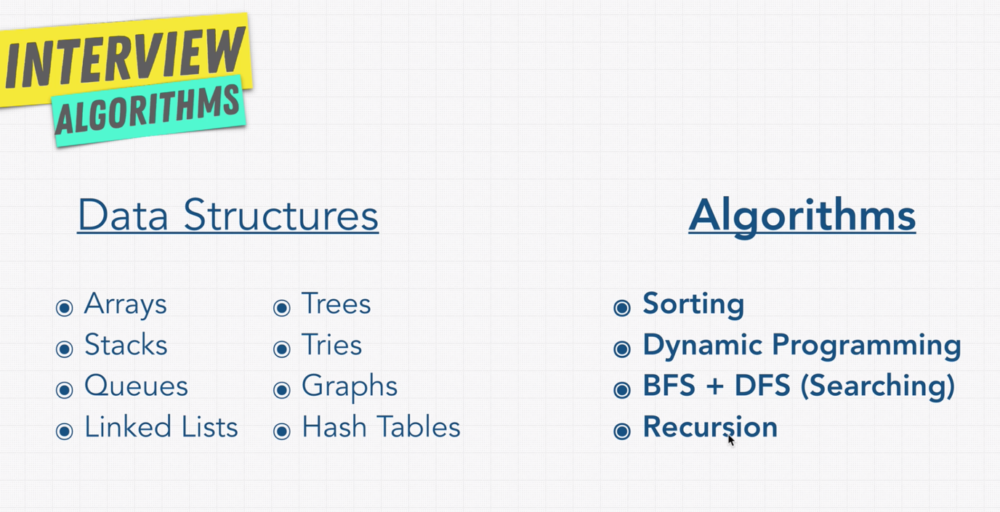 INTERVIEW
ALGORITHMS
Data Structures
Arrays
Stacks
Queues
Linked Lists
Trees
Tries
Graphs
Hash Tables
Algorithms
Sorting
Dynamic Programming
BFS + DFS (Searching)
Recursion